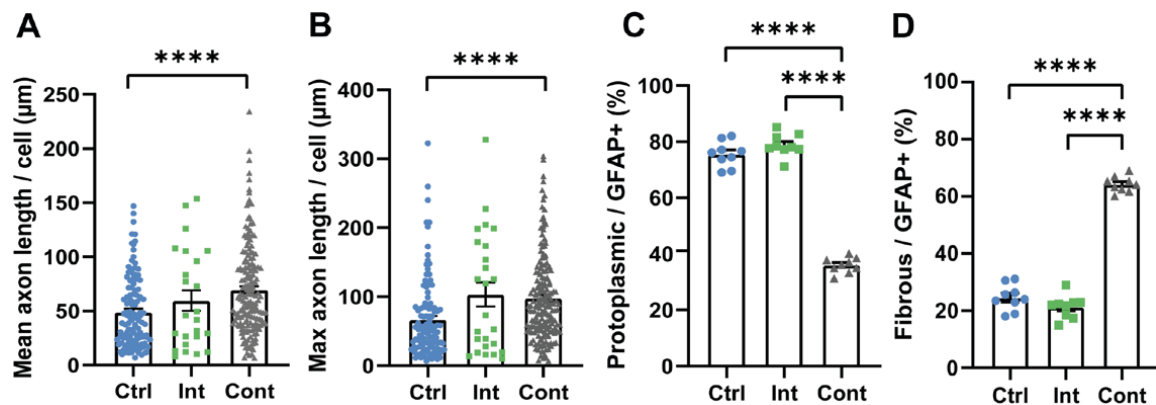 A
****
Mean axon length / cell (μm)
250
200
150
100
50
0
Ctrl Int Cont
B
****
Max axon length / cell (μm)
400
300
200
100
0
Ctrl Int Cont
C
****
****
Protoplasmic / GFAP+ (%)
100
80
60
40
20
0
Ctrl Int Cont
D
****
****
Fibrous / GFAP+ (%)
100
80
60
40
20
0
Ctrl Int Cont